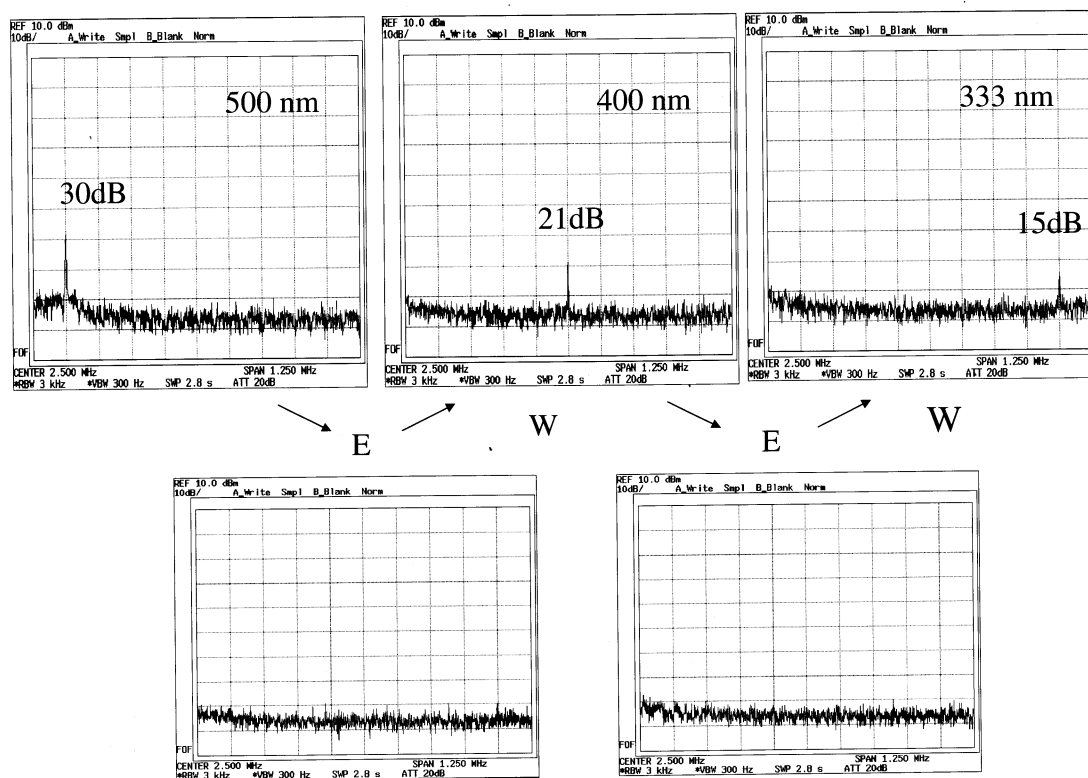 REF 10.0 dBm
10dB/ A_Write Smpl B_Blank Norm
500 nm
30dB
FOF
CENTER 2.500 MHz SPAN 1.250 MHz
*RBW 3 kHz *VBW 300 Hz SWP 2.8 s ATT 20dB
REF 10.0 dBm
10dB/ A_Write Smpl B_Blank Norm
400 nm
21dB
FOF
CENTER 2.500 MHz SPAN 1.250 MHz
*RBW 3 kHz *VBW 300 Hz SWP 2.8 s ATT 20dB
REF 10.0 dBm
10dB/ A_Write Smpl B_Blank Norm
333 nm
15dB
FOF
CENTER 2.500 MHz SPAN 1.250 MHz
*RBW 3 kHz *VBW 300 Hz SWP 2.8 s ATT 20dB
E W E W
REF 10.0 dBm
10dB/ A_Write Smpl B_Blank Norm
FOF
CENTER 2.500 MHz SPAN 1.250 MHz
*RBW 3 kHz *VBW 300 Hz SWP 2.8 s ATT 20dB
REF 10.0 dBm
10dB/ A_Write Smpl B_Blank Norm
FOF
CENTER 2.500 MHz SPAN 1.250 MHz
*RBW 3 kHz *VBW 300 Hz SWP 2.8 s ATT 20dB